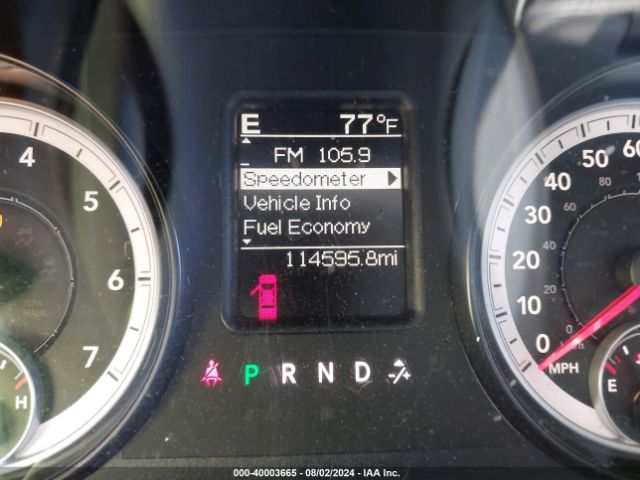 E 77°F
FM 105.9
Speedometer
Vehicle Info
Fuel Economy
114595.8mi
P R N D
4
5
6
7
H
60
50
40
30
20
0
0
MPH
E
000-40003665 - 08/02/2024 - IAA Inc.